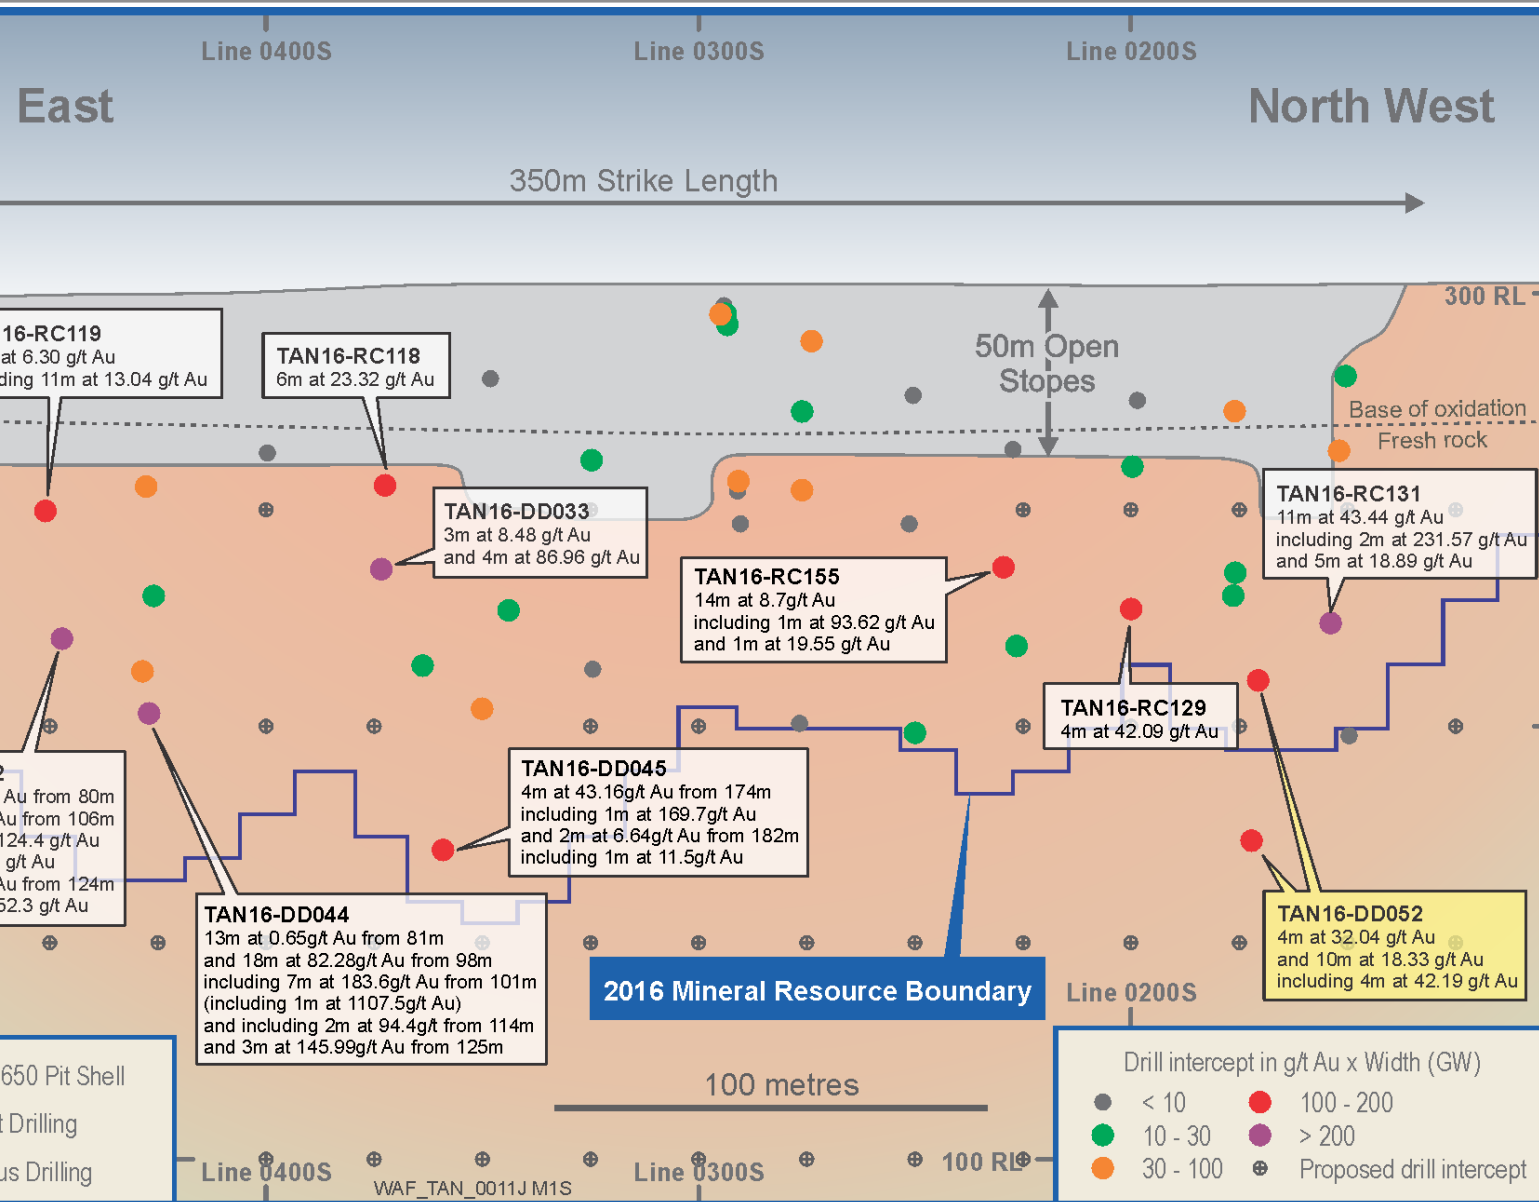 Line 0400S
Line 0300S
Line 0200S
East
North West
350m Strike Length
300 RL
16-RC119
at 6.30 g/t Au
ding 11m at 13.04 g/t Au
TAN16-RC118
6m at 23.32 g/t Au
50m Open
Stopes
Base of oxidation
Fresh rock
TAN16-DD033
3m at 8.48 g/t Au
and 4m at 86.96 g/t Au
TAN16-RC131
11m at 43.44 g/t Au
including 2m at 231.57 g/t Au
and 5m at 18.89 g/t Au
TAN16-RC155
14m at 8.7g/t Au
including 1m at 93.62 g/t Au
and 1m at 19.55 g/t Au
TAN16-RC129
4m at 42.09 g/t Au
2
Au from 80m
Au from 106m
124.4 g/t Au
g/t Au
Au from 124m
52.3 g/t Au
TAN16-DD045
4m at 43.16g/t Au from 174m
including 1m at 169.7g/t Au
and 2m at 6.64g/t Au from 182m
including 1m at 11.5g/t Au
TAN16-DD044
13m at 0.65g/t Au from 81m
and 18m at 82.28g/t Au from 98m
including 7m at 183.6g/t Au from 101m
(including 1m at 1107.5g/t Au)
and including 2m at 94.4g/t from 114m
and 3m at 145.99g/t Au from 125m
TAN16-DD052
4m at 32.04 g/t Au
and 10m at 18.33 g/t Au
including 4m at 42.19 g/t Au
2016 Mineral Resource Boundary
Line 0200S
650 Pit Shell
t Drilling
us Drilling
100 metres
Drill intercept in g/t Au x Width (GW)
< 10
100 - 200
10 - 30
> 200
30 - 100
Proposed drill intercept
Line 0400S
Line 0300S
100 RL
WAF_TAN_0011J M1S